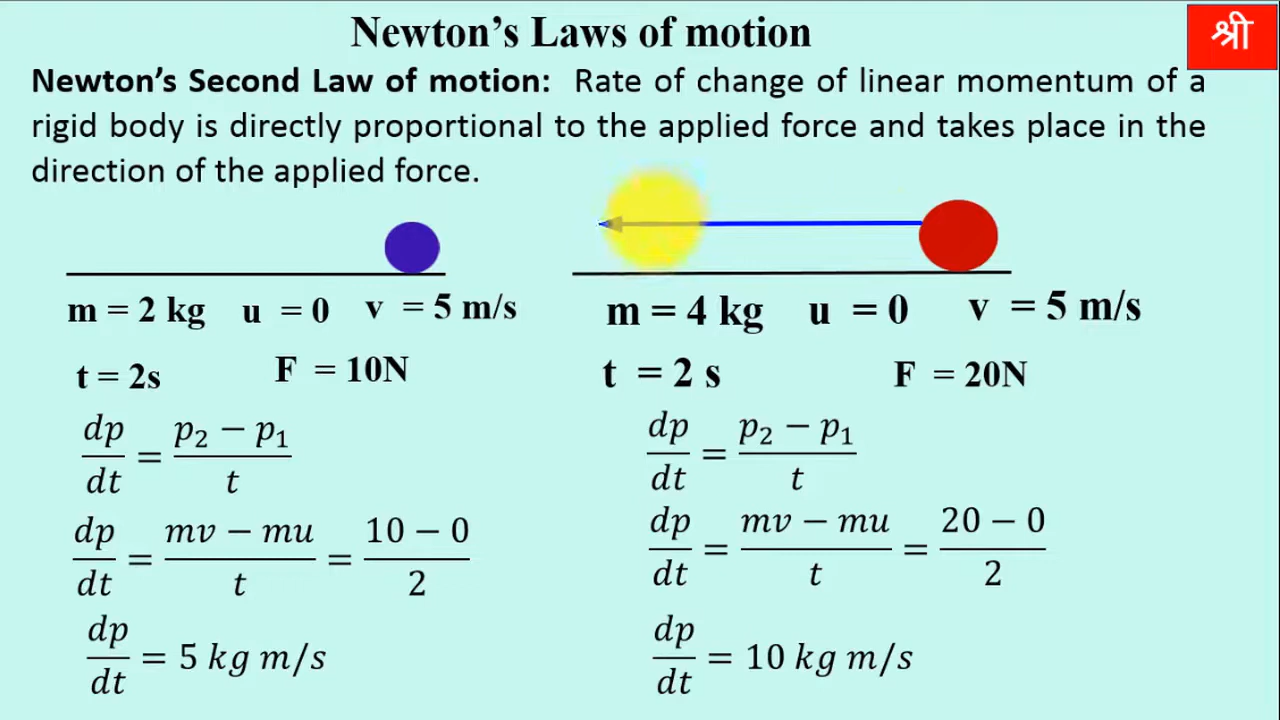 Newton's Laws of motion
श्री
Newton's Second Law of motion: Rate of change of linear momentum of a
rigid body is directly proportional to the applied force and takes place in the
direction of the applied force.
m = 2 kg u = 0 v = 5 m/s
t = 2s F = 10N
dp/dt = (p₂ − p₁)/t
dp/dt = (mv − mu)/t = (10 − 0)/2
dp/dt = 5 kg m/s
m = 4 kg u = 0 v = 5 m/s
t = 2 s F = 20N
dp/dt = (p₂ − p₁)/t
dp/dt = (mv − mu)/t = (20 − 0)/2
dp/dt = 10 kg m/s